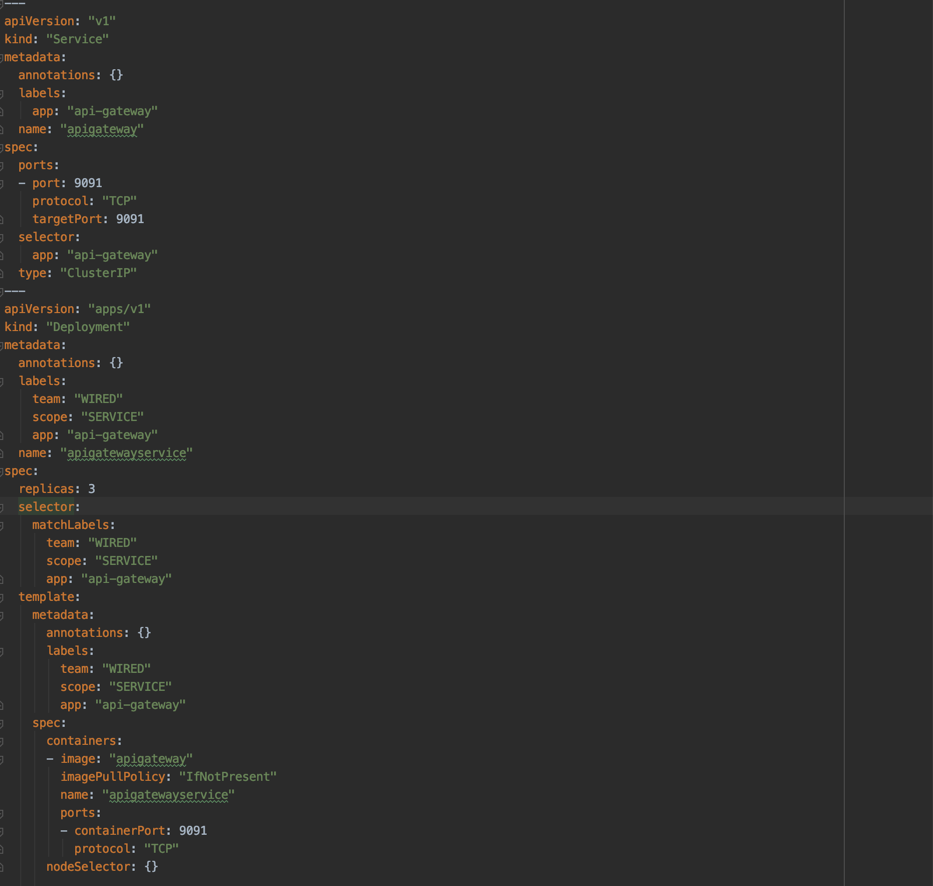 ---
apiVersion: "v1"
kind: "Service"
metadata:
  annotations: {}
  labels:
    app: "api-gateway"
  name: "apigateway"
spec:
  ports:
  - port: 9091
    protocol: "TCP"
    targetPort: 9091
  selector:
    app: "api-gateway"
  type: "ClusterIP"
---
apiVersion: "apps/v1"
kind: "Deployment"
metadata:
  annotations: {}
  labels:
    team: "WIRED"
    scope: "SERVICE"
    app: "api-gateway"
  name: "apigatewayservice"
spec:
  replicas: 3
  selector:
    matchLabels:
      team: "WIRED"
      scope: "SERVICE"
      app: "api-gateway"
  template:
    metadata:
      annotations: {}
      labels:
        team: "WIRED"
        scope: "SERVICE"
        app: "api-gateway"
    spec:
      containers:
      - image: "apigateway"
        imagePullPolicy: "IfNotPresent"
        name: "apigatewayservice"
        ports:
        - containerPort: 9091
          protocol: "TCP"
      nodeSelector: {}